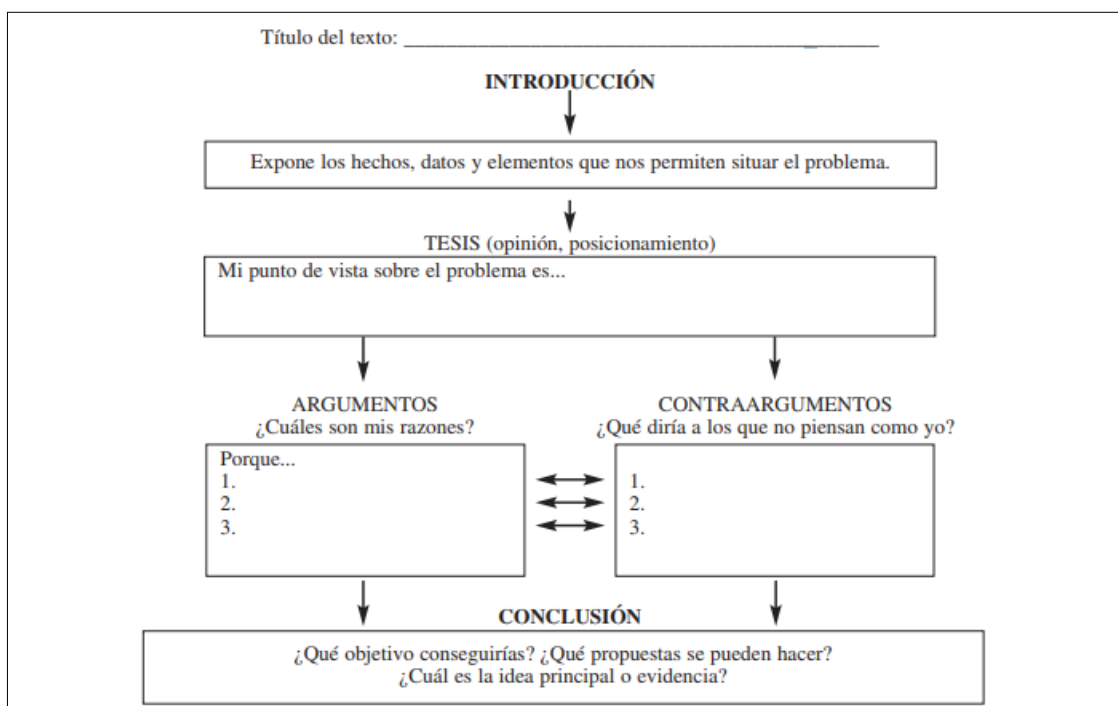 Título del texto: ______________________________________________
INTRODUCCIÓN
Expone los hechos, datos y elementos que nos permiten situar el problema.
TESIS (opinión, posicionamiento)
Mi punto de vista sobre el problema es...
ARGUMENTOS
¿Cuáles son mis razones?
Porque...
1.
2.
3.
CONTRAARGUMENTOS
¿Qué diría a los que no piensan como yo?
1.
2.
3.
CONCLUSIÓN
¿Qué objetivo conseguirías? ¿Qué propuestas se pueden hacer?
¿Cuál es la idea principal o evidencia?